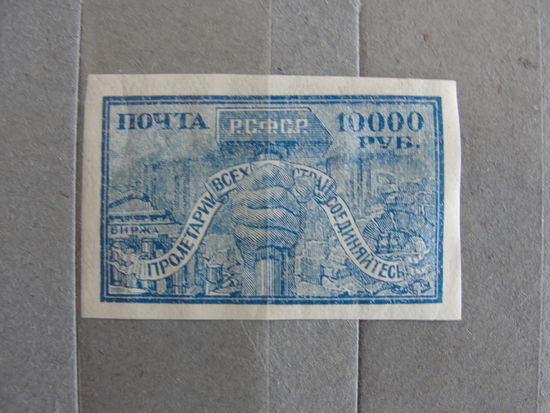 ПОЧТА
Р.С.Ф.С.Р.
10000
РУБ.
ПРОЛЕТАРИИ ВСЕХ СТРАН СОЕДИНЯЙТЕСЬ
БИРЖА